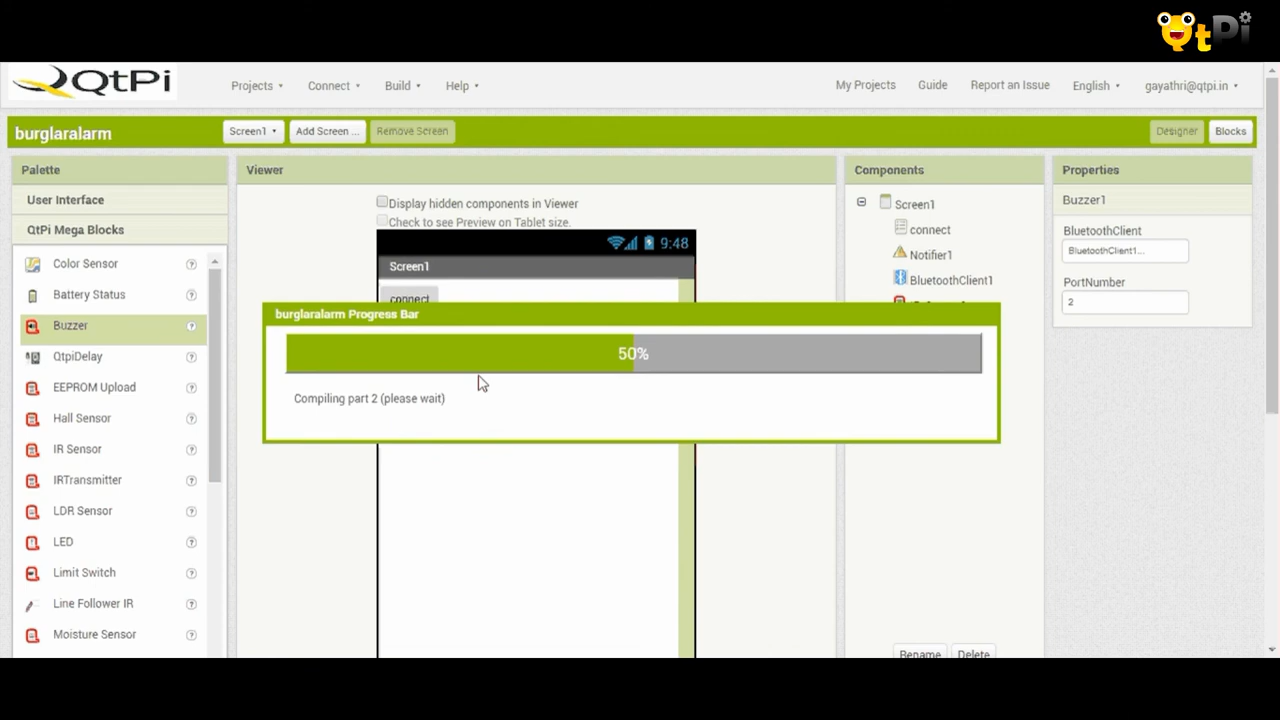 QtPi
QtPi
Projects
Connect
Build
Help
My Projects
Guide
Report an Issue
English
gayathri@qtpi.in
burglaralarm
Screen1
Add Screen ...
Remove Screen
Designer
Blocks
Palette
User Interface
QtPi Mega Blocks
Color Sensor
Battery Status
Buzzer
QtpiDelay
EEPROM Upload
Hall Sensor
IR Sensor
IRTransmitter
LDR Sensor
LED
Limit Switch
Line Follower IR
Moisture Sensor
Viewer
Display hidden components in Viewer
Check to see Preview on Tablet size.
9:48
Screen1
connect
burglaralarm Progress Bar
50%
Compiling part 2 (please wait)
Components
Screen1
connect
Notifier1
BluetoothClient1
Rename
Delete
Properties
Buzzer1
BluetoothClient
BluetoothClient1...
PortNumber
2